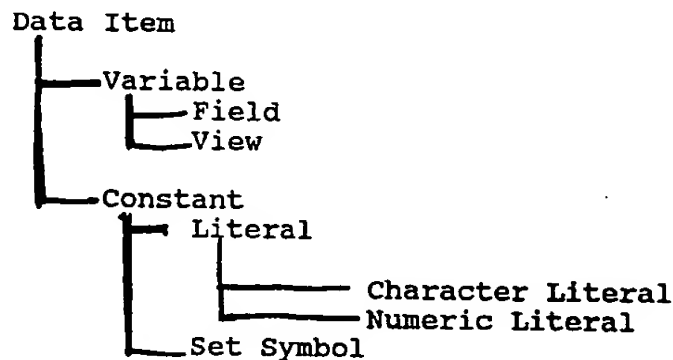 Data Item
Variable
Field
View
Constant
Literal
Character Literal
Numeric Literal
Set Symbol